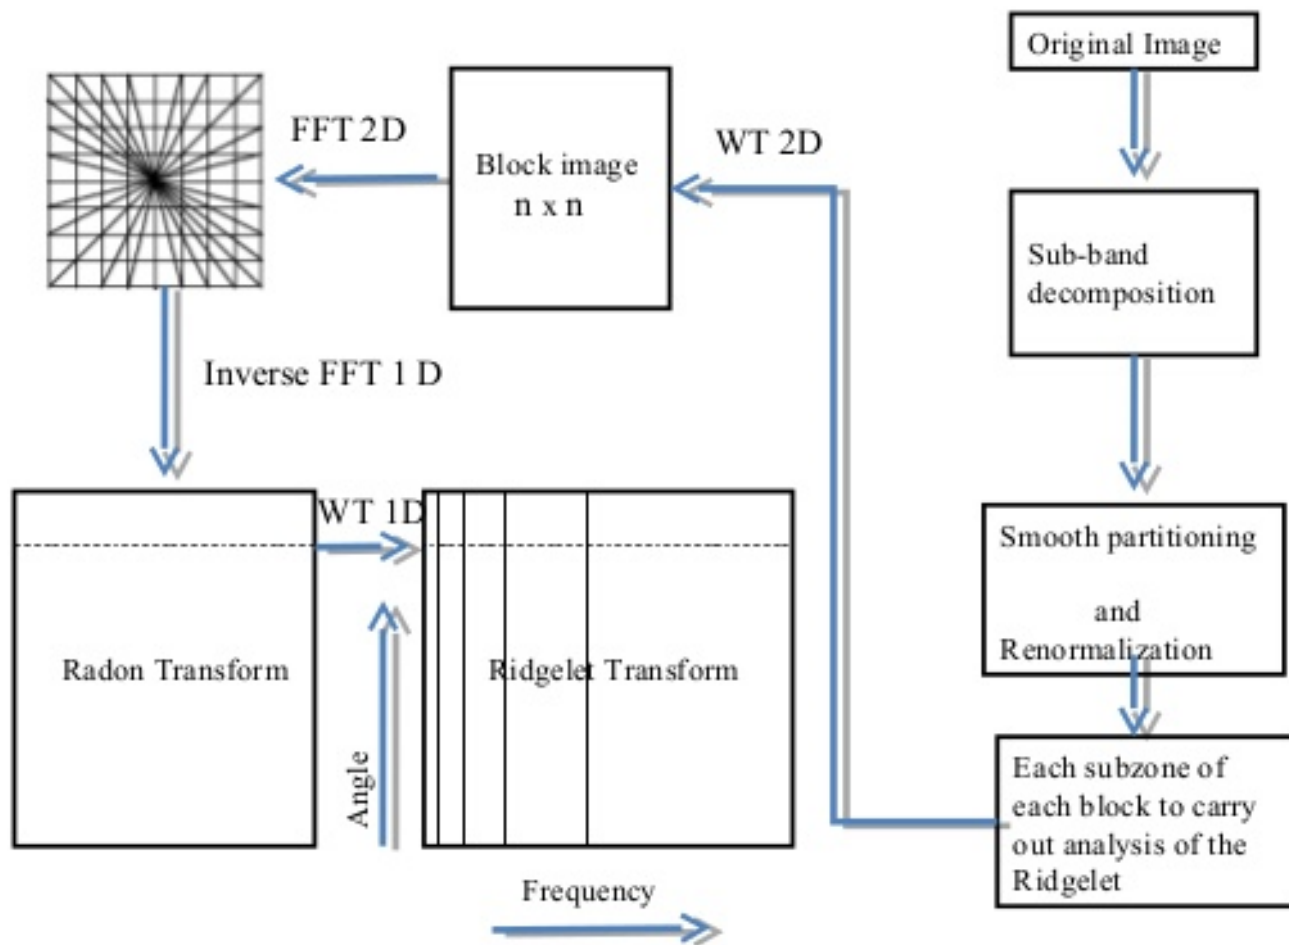 Original Image
FFT 2D
WT 2D
Block image
n x n
Sub-band
decomposition
Inverse FFT 1 D
WT 1D
Smooth partitioning
and
Renormalization
Radon Transform
Ridgelet Transform
Angle
Each subzone of
each block to carry
out analysis of the
Ridgelet
Frequency